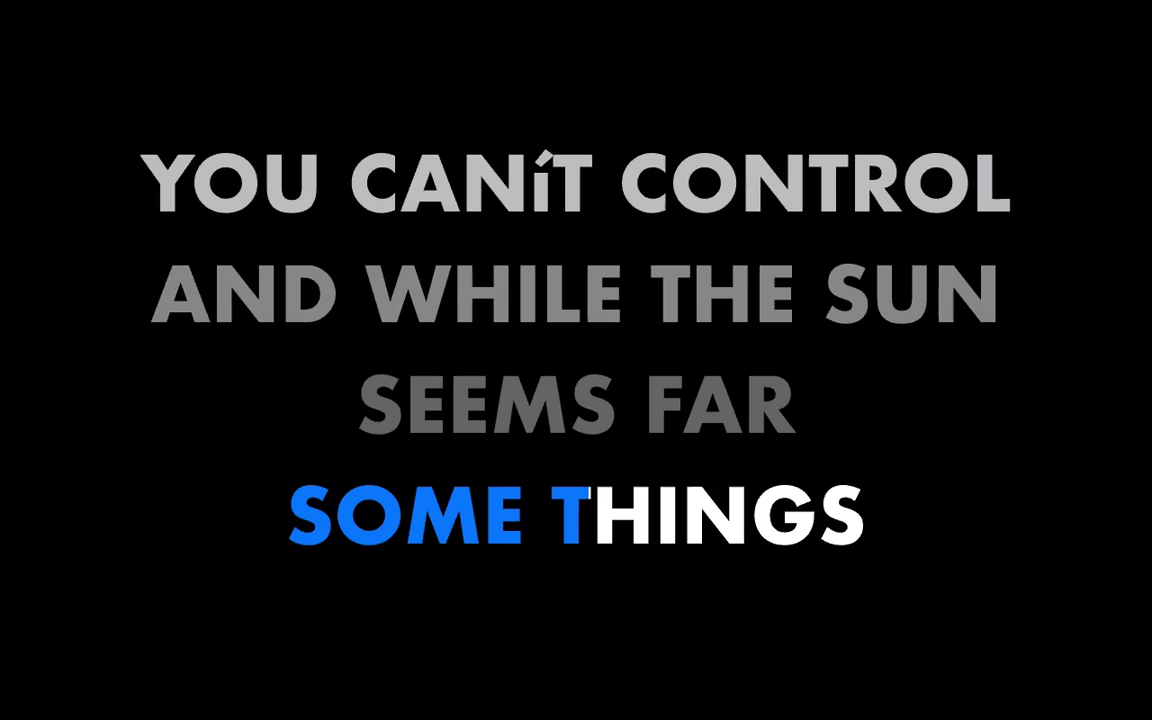 YOU CANíT CONTROL
AND WHILE THE SUN
SEEMS FAR
SOME THINGS